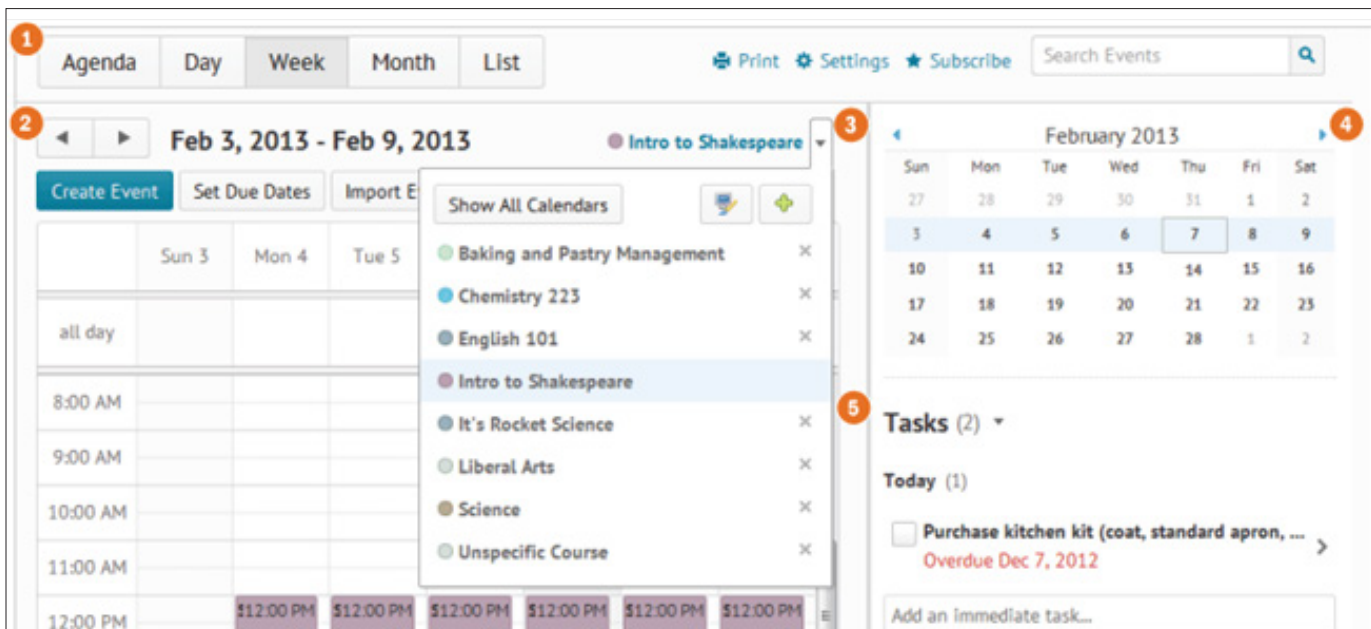 1
Agenda Day Week Month List Print Settings Subscribe Search Events
2 Feb 3, 2013 - Feb 9, 2013 Intro to Shakespeare 3
Create Event Set Due Dates Import E
Show All Calendars
Sun 3 Mon 4 Tue 5
Baking and Pastry Management ×
Chemistry 223 ×
all day
English 101 ×
Intro to Shakespeare
8:00 AM
It's Rocket Science ×
9:00 AM
Liberal Arts ×
10:00 AM
Science ×
11:00 AM
Unspecific Course ×
12:00 PM $12:00 PM $12:00 PM $12:00 PM $12:00 PM $12:00 PM $12:00 PM
February 2013 4
Sun Mon Tue Wed Thu Fri Sat
27 28 29 30 31 1 2
3 4 5 6 7 8 9
10 11 12 13 14 15 16
17 18 19 20 21 22 23
24 25 26 27 28 1 2
5
Tasks (2)
Today (1)
Purchase kitchen kit (coat, standard apron, ...
Overdue Dec 7, 2012
Add an immediate task...